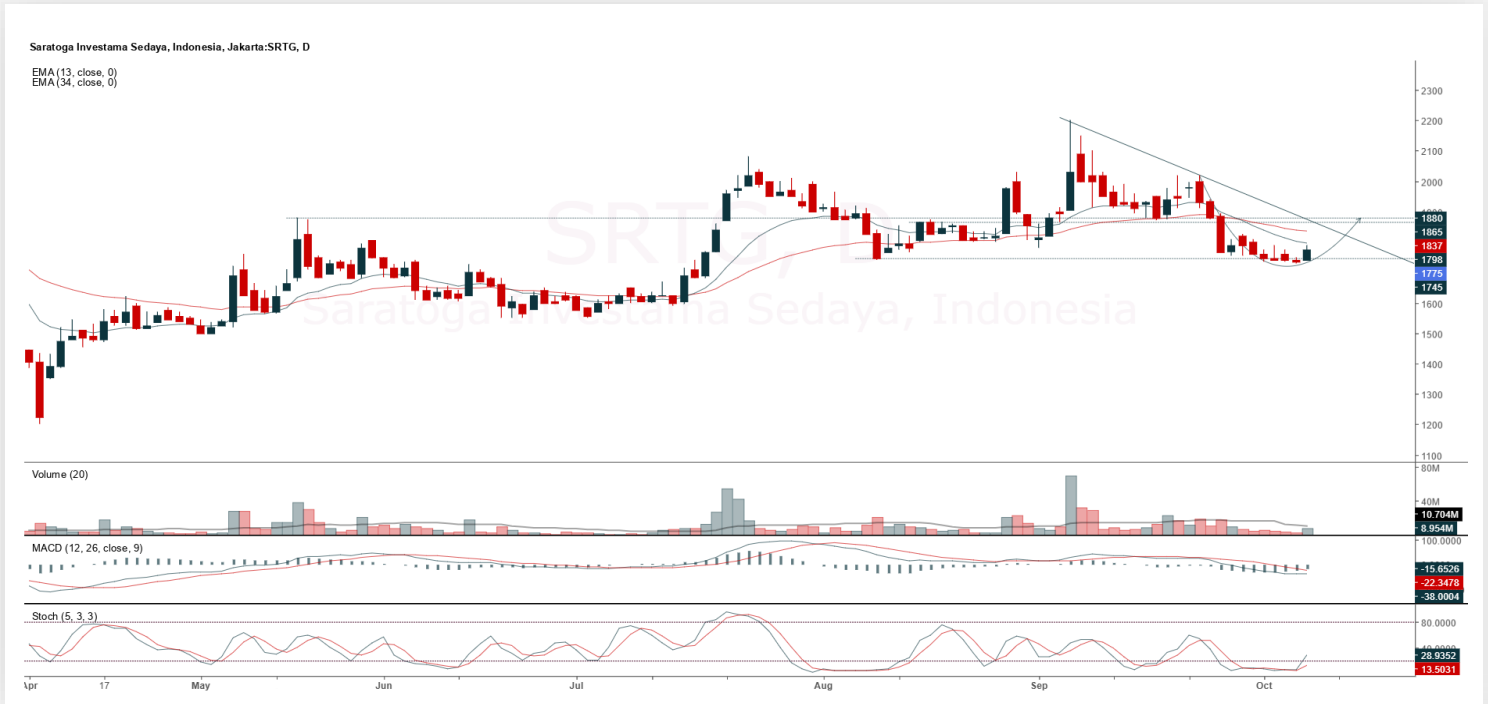 Saratoga Investama Sedaya, Indonesia, Jakarta:SRTG, D
EMA (13, close, 0)
EMA (34, close, 0)
SRTG, D
Saratoga Investama Sedaya, Indonesia
2300
2200
2100
2000
1880
1865
1837
1798
1775
1745
1600
1500
1400
1300
1200
1100
Volume (20)
80M
40M
10.704M
8.954M
MACD (12, 26, close, 9)
100.0000
-15.6526
-22.3478
-38.0004
Stoch (5, 3, 3)
80.0000
28.9352
13.5031
Apr 17 May Jun Jul Aug Sep Oct